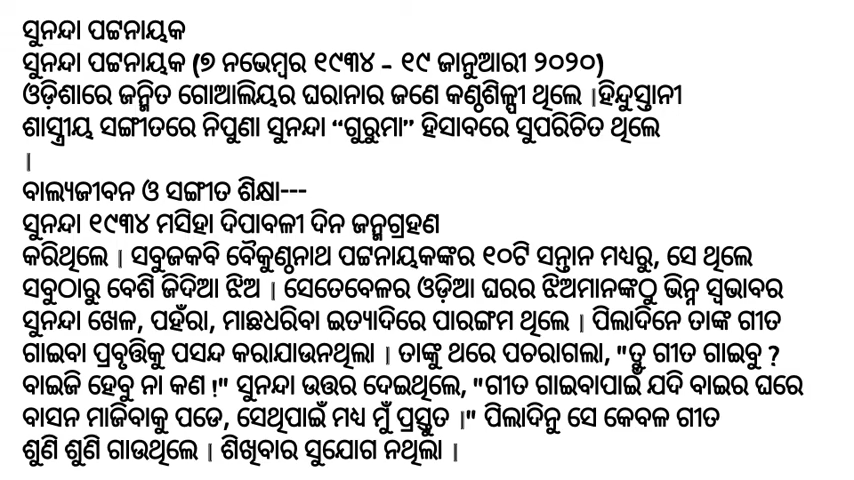 ସୁନନ୍ଦା ପଟ୍ଟନାୟକ
ସୁନନ୍ଦା ପଟ୍ଟନାୟକ (୭ ନଭେମ୍ବର ୧୯୩୪ - ୧୯ ଜାନୁଆରୀ ୨୦୨୦)
ଓଡ଼ିଶାରେ ଜନ୍ମିତ ଗୋଆଲିୟର ଘରାନାର ଜଣେ କଣ୍ଠଶିଳ୍ପୀ ଥିଲେ ।ହିନ୍ଦୁସ୍ତାନୀ
ଶାସ୍ତ୍ରୀୟ ସଙ୍ଗୀତରେ ନିପୁଣା ସୁନନ୍ଦା “ଗୁରୁମା” ହିସାବରେ ସୁପରିଚିତ ଥିଲେ
।
ବାଲ୍ୟଜୀବନ ଓ ସଙ୍ଗୀତ ଶିକ୍ଷା---
ସୁନନ୍ଦା ୧୯୩୪ ମସିହା ଦିପାବଳୀ ଦିନ ଜନ୍ମଗ୍ରହଣ
କରିଥିଲେ । ସବୁଜକବି ବୈକୁଣ୍ଠନାଥ ପଟ୍ଟନାୟକଙ୍କର ୧୦ଟି ସନ୍ତାନ ମଧ୍ୟରୁ, ସେ ଥିଲେ
ସବୁଠାରୁ ବେଶି ଜିଦିଆ ଝିଅ । ସେତେବେଳର ଓଡ଼ିଆ ଘରର ଝିଅମାନଙ୍କଠୁ ଭିନ୍ନ ସ୍ୱଭାବର
ସୁନନ୍ଦା ଖେଳ, ପହଁରା, ମାଛଧରିବା ଇତ୍ୟାଦିରେ ପାରଙ୍ଗମ ଥିଲେ । ପିଲାଦିନେ ତାଙ୍କ ଗୀତ
ଗାଇବା ପ୍ରବୃତ୍ତିକୁ ପସନ୍ଦ କରାଯାଉନଥିଲା । ତାଙ୍କୁ ଥରେ ପଚରାଗଲା, "ତୁ ଗୀତ ଗାଇବୁ ?
ବାଇଜି ହେବୁ ନା କଣ !" ସୁନନ୍ଦା ଉତ୍ତର ଦେଇଥିଲେ, "ଗୀତ ଗାଇବାପାଇଁ ଯଦି ବାଇର ଘରେ
ବାସନ ମାଜିବାକୁ ପଡେ, ସେଥିପାଇଁ ମଧ୍ୟ ମୁଁ ପ୍ରସ୍ତୁତ ।" ପିଲାଦିନୁ ସେ କେବଳ ଗୀତ
ଶୁଣି ଶୁଣି ଗାଉଥିଲେ । ଶିଖିବାର ସୁଯୋଗ ନଥିଲା ।